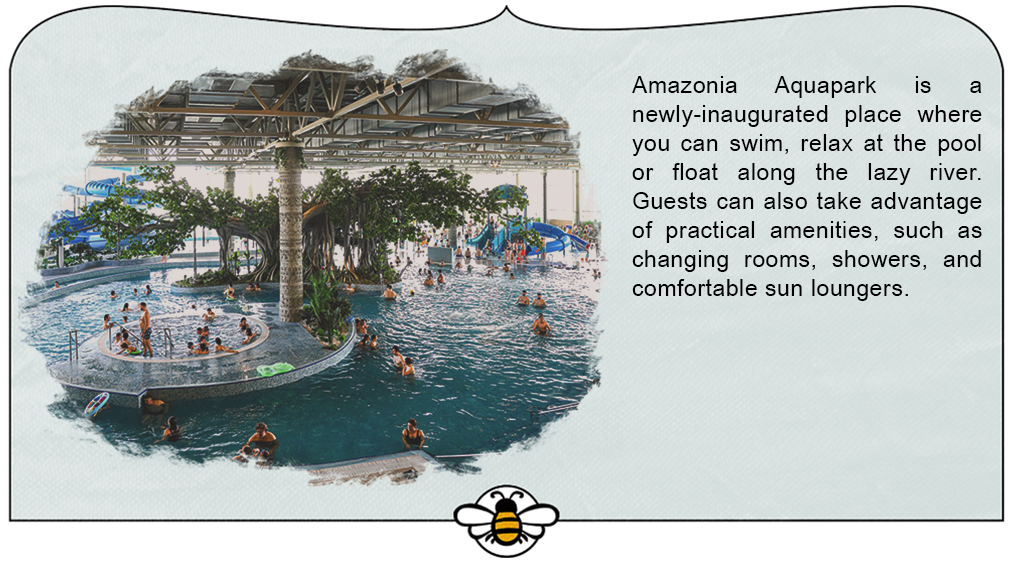 Amazonia Aquapark is a
newly-inaugurated place where
you can swim, relax at the pool
or float along the lazy river.
Guests can also take advantage
of practical amenities, such as
changing rooms, showers, and
comfortable sun loungers.